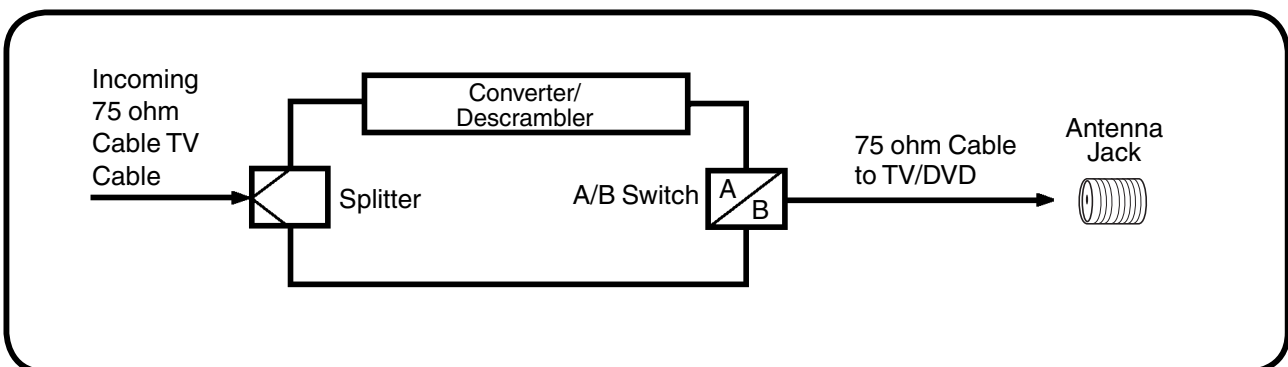 Incoming
75 ohm
Cable TV
Cable
Converter/
Descrambler
Splitter
A/B Switch
A
B
75 ohm Cable
to TV/DVD
Antenna
Jack